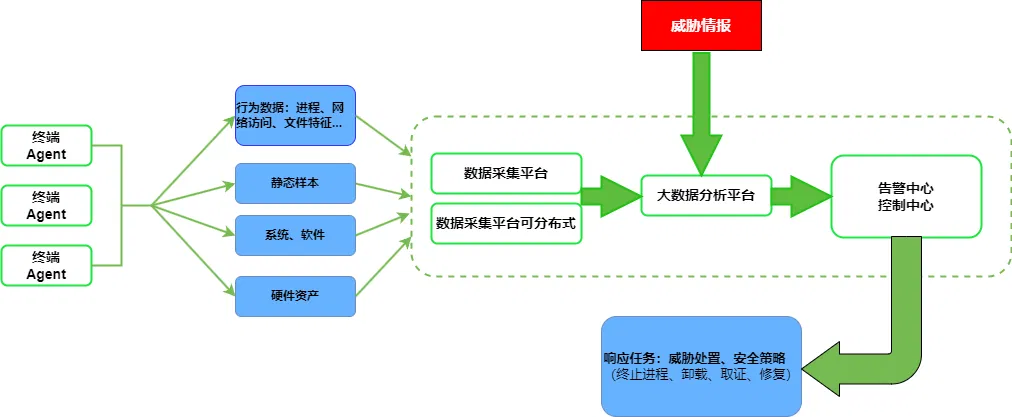 威胁情报
行为数据：进程、网
络访问、文件特征...
终端
Agent
终端
Agent
终端
Agent
静态样本
系统、软件
硬件资产
数据采集平台
数据采集平台可分布式
大数据分析平台
告警中心
控制中心
响应任务：威胁处置、安全策略
（终止进程、卸载、取证、修复）